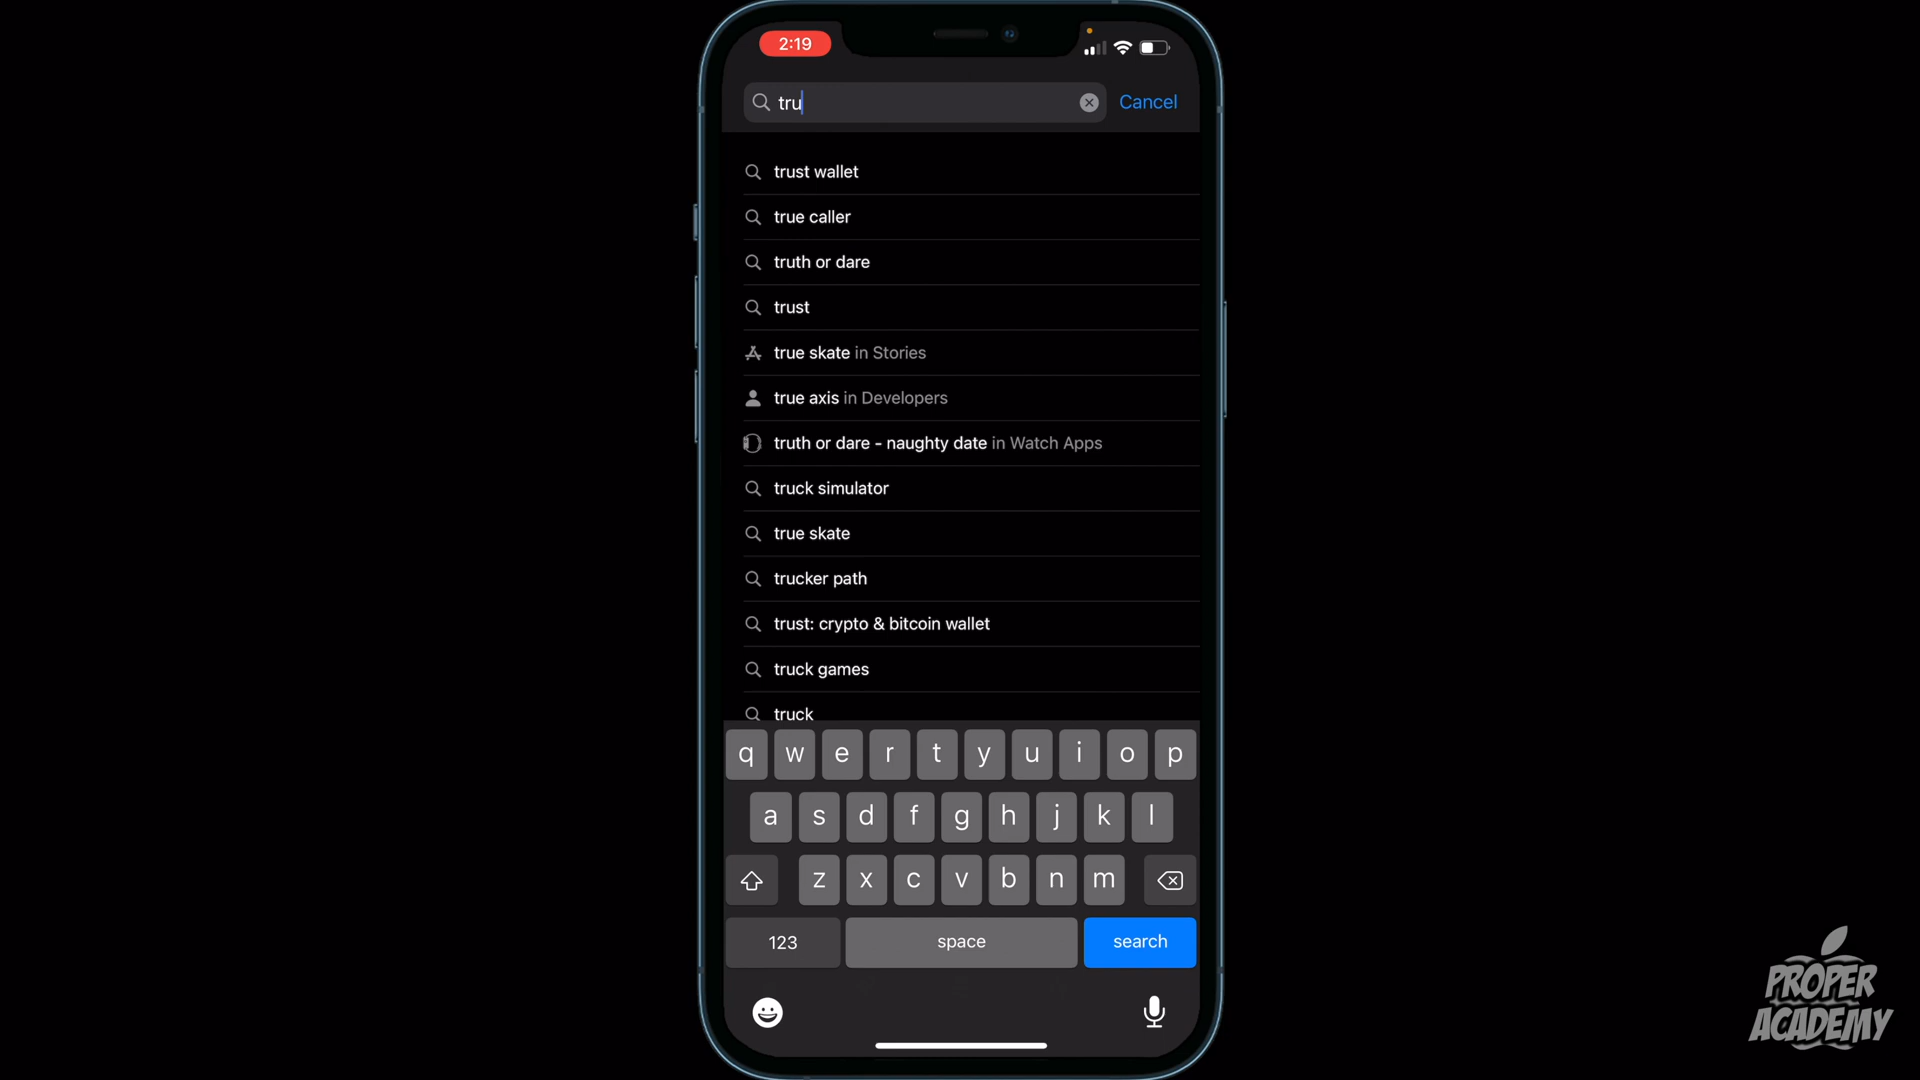 2:19
tru
Cancel
trust wallet
true caller
truth or dare
trust
true skate in Stories
true axis in Developers
truth or dare - naughty date in Watch Apps
truck simulator
true skate
trucker path
trust: crypto & bitcoin wallet
truck games
truck
q w e r t y u i o p
a s d f g h j k l
z x c v b n m
123 space search
PROPER
ACADEMY